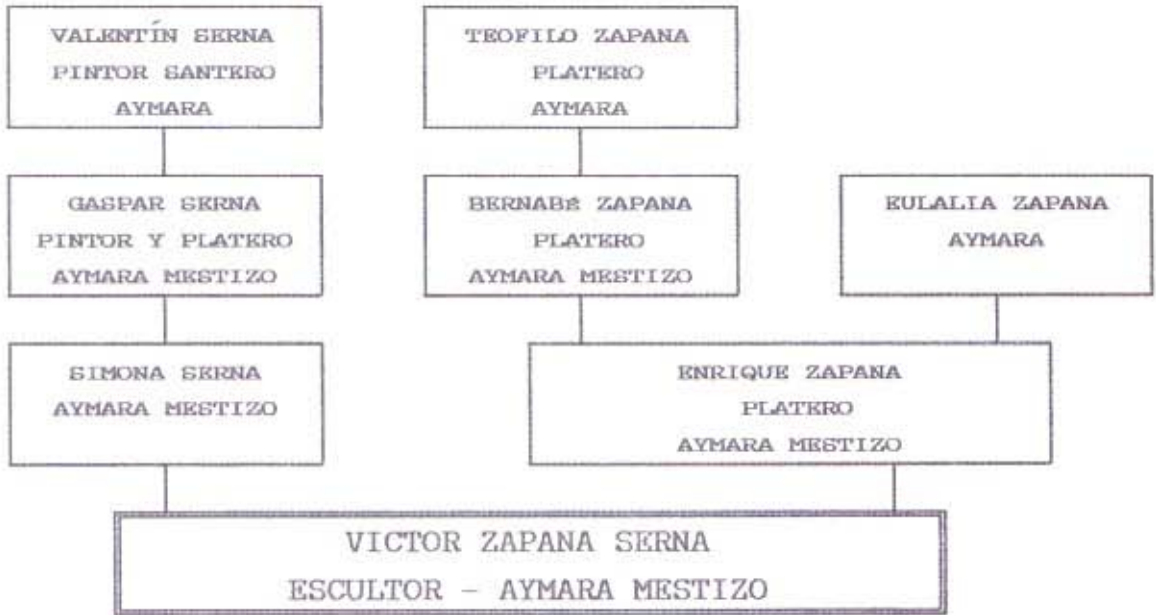 VALENTÍN SERNA
PINTOR SANTERO
AYMARA
TEOFILO ZAPANA
PLATERO
AYMARA
GASPAR SERNA
PINTOR Y PLATERO
AYMARA MESTIZO
BERNABé ZAPANA
PLATERO
AYMARA MESTIZO
EULALIA ZAPANA
AYMARA
SIMONA SERNA
AYMARA MESTIZO
ENRIQUE ZAPANA
PLATERO
AYMARA MESTIZO
VICTOR ZAPANA SERNA
ESCULTOR – AYMARA MESTIZO